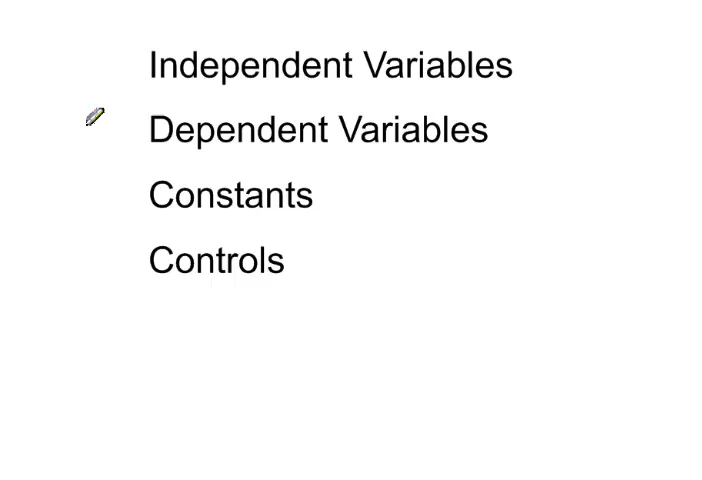 Independent Variables
Dependent Variables
Constants
Controls